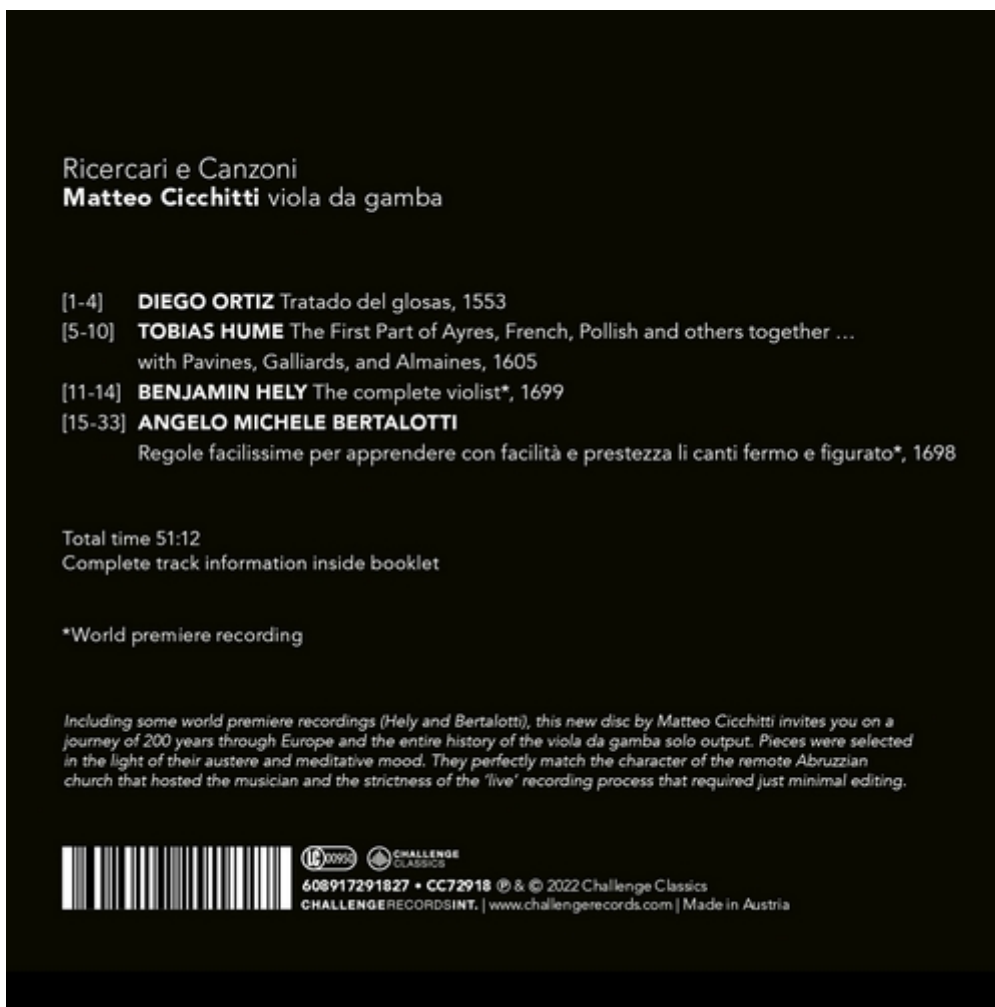 Ricercari e Canzoni
Matteo Cicchitti viola da gamba
[1-4] DIEGO ORTIZ Tratado del glosas, 1553
[5-10] TOBIAS HUME The First Part of Ayres, French, Pollish and others together ...
with Pavines, Galliards, and Almaines, 1605
[11-14] BENJAMIN HELY The complete violist*, 1699
[15-33] ANGELO MICHELE BERTALOTTI
Regole facilissime per apprendere con facilità e prestezza li canti fermo e figurato*, 1698
Total time 51:12
Complete track information inside booklet
*World premiere recording
Including some world premiere recordings (Hely and Bertalotti), this new disc by Matteo Cicchitti invites you on a
journey of 200 years through Europe and the entire history of the viola da gamba solo output. Pieces were selected
in the light of their austere and meditative mood. They perfectly match the character of the remote Abruzzian
church that hosted the musician and the strictness of the 'live' recording process that required just minimal editing.
LC 00950 CHALLENGE
CLASSICS
608917291827 • CC72918 ℗ & © 2022 Challenge Classics
CHALLENGERECORDSINT. | www.challengerecords.com | Made in Austria